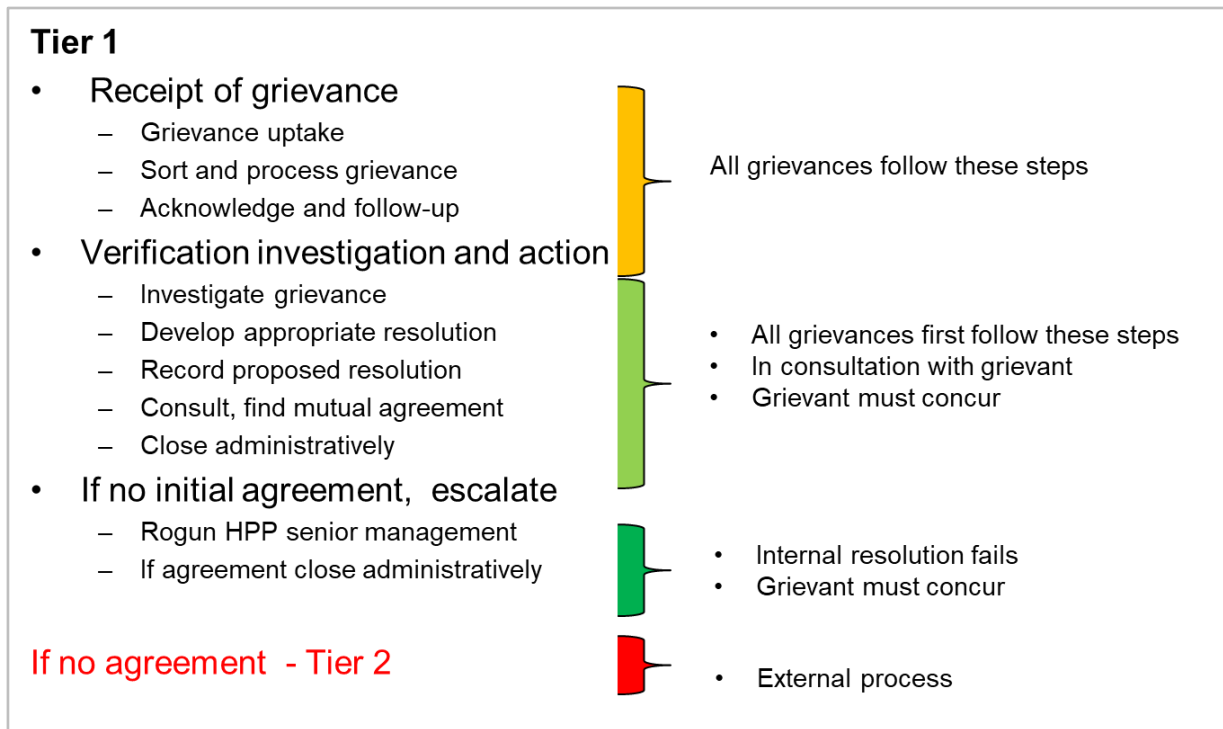 Tier 1
• Receipt of grievance
– Grievance uptake
– Sort and process grievance
– Acknowledge and follow-up
All grievances follow these steps
• Verification investigation and action
– Investigate grievance
– Develop appropriate resolution
– Record proposed resolution
– Consult, find mutual agreement
– Close administratively
• All grievances first follow these steps
• In consultation with grievant
• Grievant must concur
• If no initial agreement, escalate
– Rogun HPP senior management
– If agreement close administratively
• Internal resolution fails
• Grievant must concur
If no agreement - Tier 2
• External process